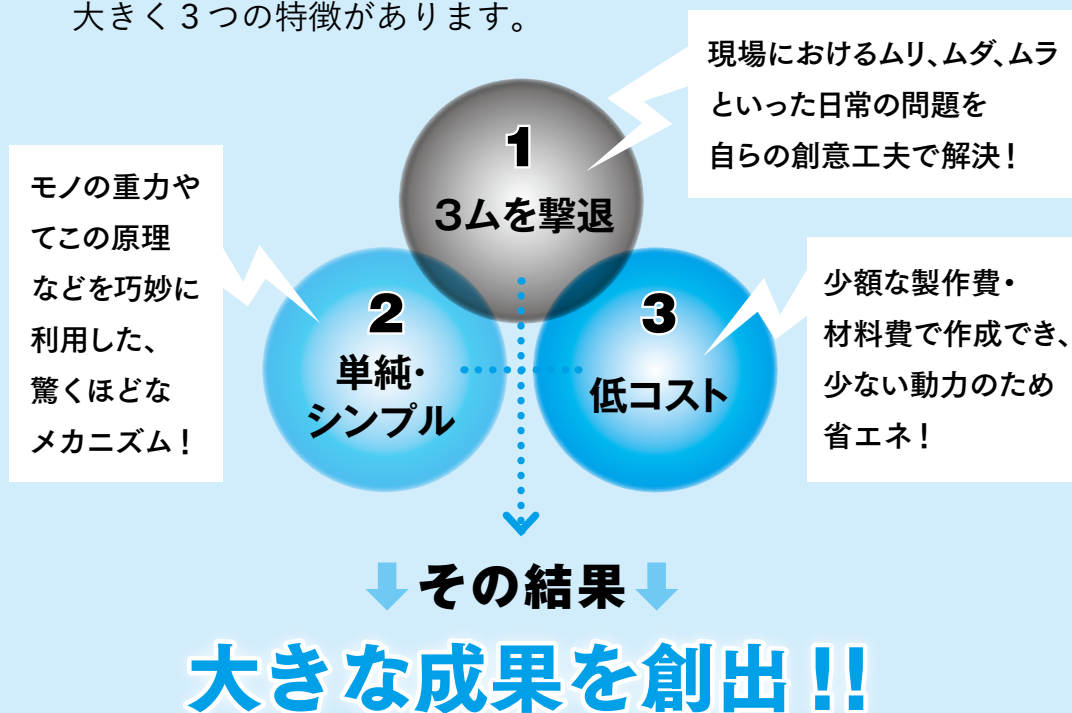 大きく3つの特徴があります。
現場におけるムリ、ムダ、ムラ
といった日常の問題を
自らの創意工夫で解決！
1
3ムを撃退
モノの重力や
てこの原理
などを巧妙に
利用した、
驚くほどな
メカニズム！
2
単純・
シンプル
3
低コスト
少額な製作費・
材料費で作成でき、
少ない動力のため
省エネ！
その結果
大きな成果を創出!!